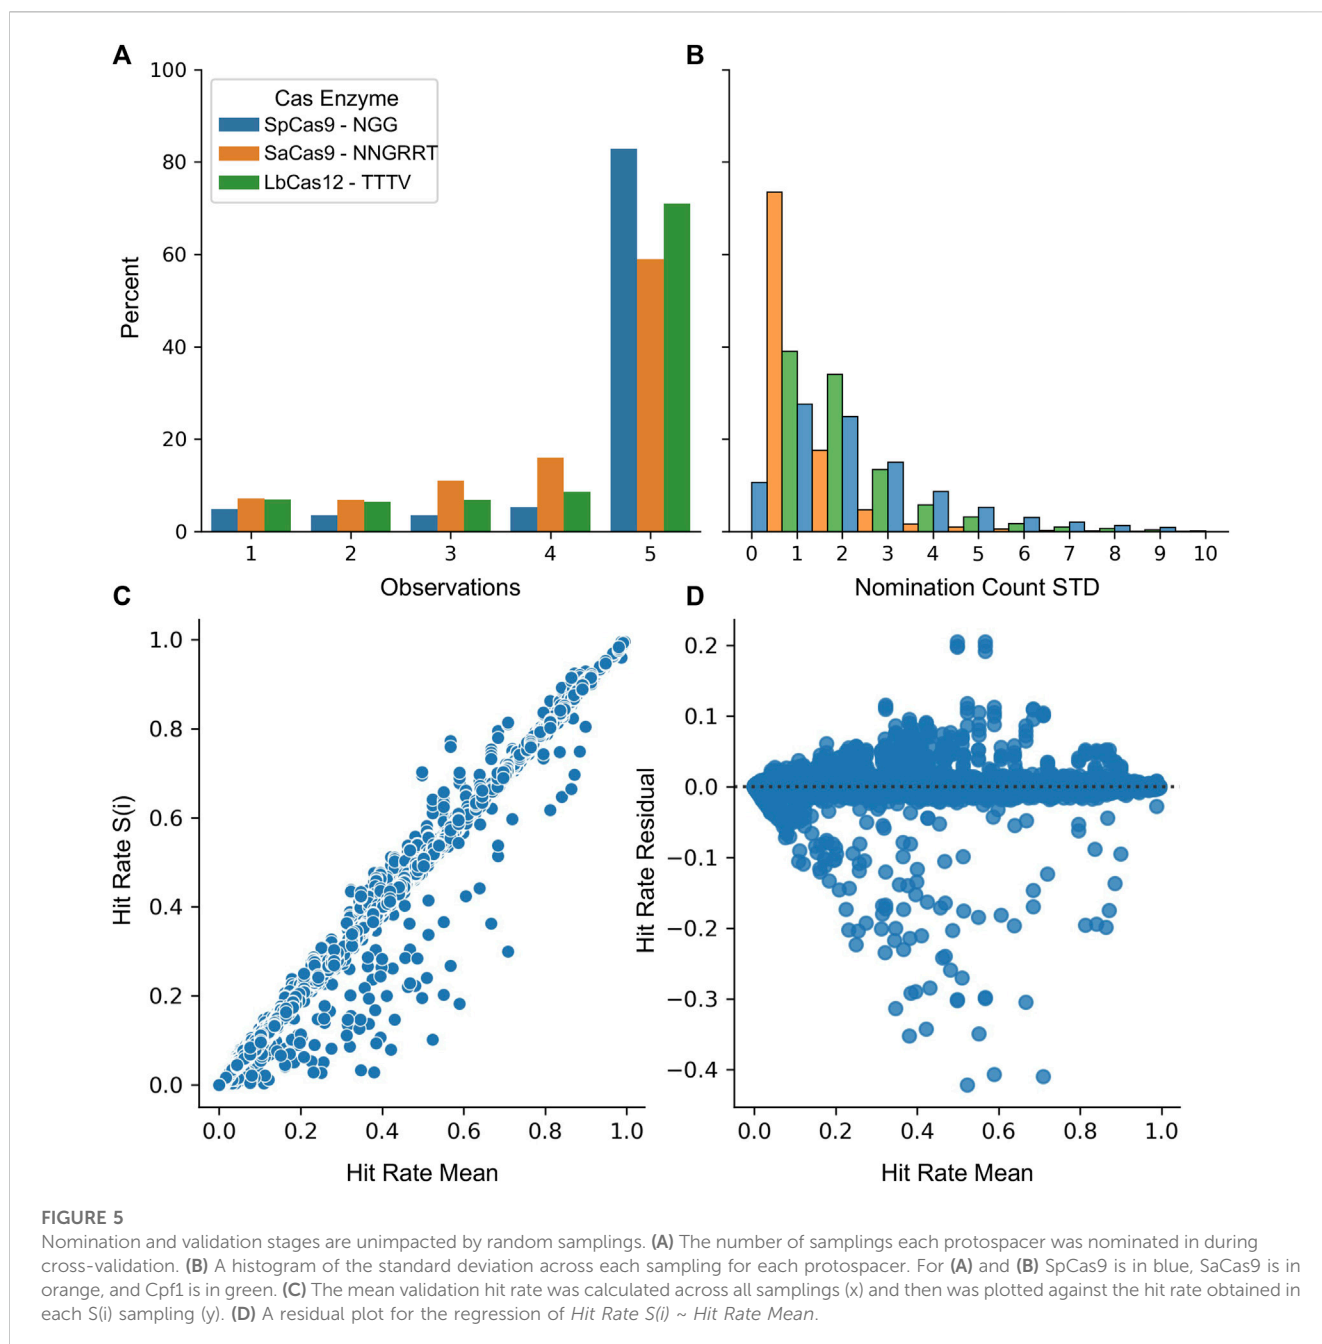 A
B
100
80
60
40
20
0
Percent
Cas Enzyme
SpCas9 - NGG
SaCas9 - NNGRRT
LbCas12 - TTTV
1 2 3 4 5
Observations
0 1 2 3 4 5 6 7 8 9 10
Nomination Count STD
C
D
1.0
0.8
0.6
0.4
0.2
0.0
Hit Rate S(i)
0.0 0.2 0.4 0.6 0.8 1.0
Hit Rate Mean
0.2
0.1
0.0
−0.1
−0.2
−0.3
−0.4
Hit Rate Residual
0.0 0.2 0.4 0.6 0.8 1.0
Hit Rate Mean
FIGURE 5
Nomination and validation stages are unimpacted by random samplings. (A) The number of samplings each protospacer was nominated in during
cross-validation. (B) A histogram of the standard deviation across each sampling for each protospacer. For (A) and (B) SpCas9 is in blue, SaCas9 is in
orange, and Cpf1 is in green. (C) The mean validation hit rate was calculated across all samplings (x) and then was plotted against the hit rate obtained in
each S(i) sampling (y). (D) A residual plot for the regression of Hit Rate S(i) ~ Hit Rate Mean.